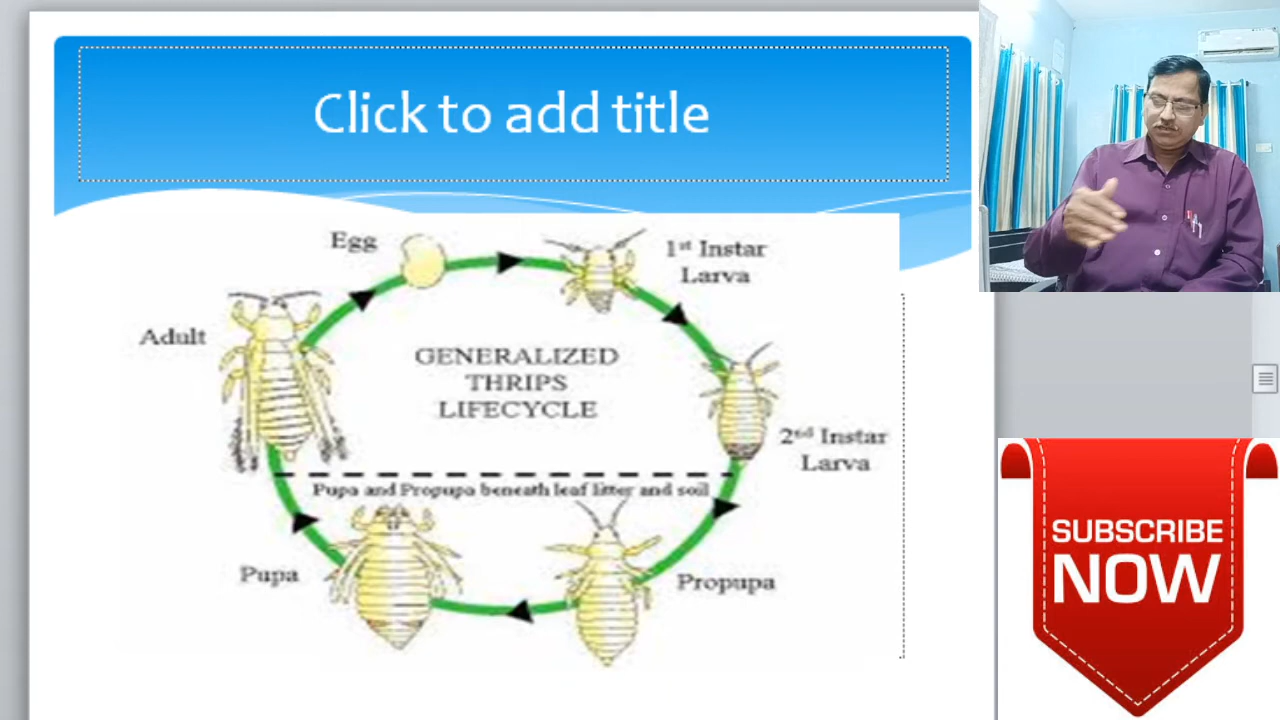 Click to add title
Egg
1st Instar
Larva
Adult
GENERALIZED
THRIPS
LIFECYCLE
2nd Instar
Larva
Pupa and Propupa beneath leaf litter and soil
Pupa
Propupa
SUBSCRIBE
NOW